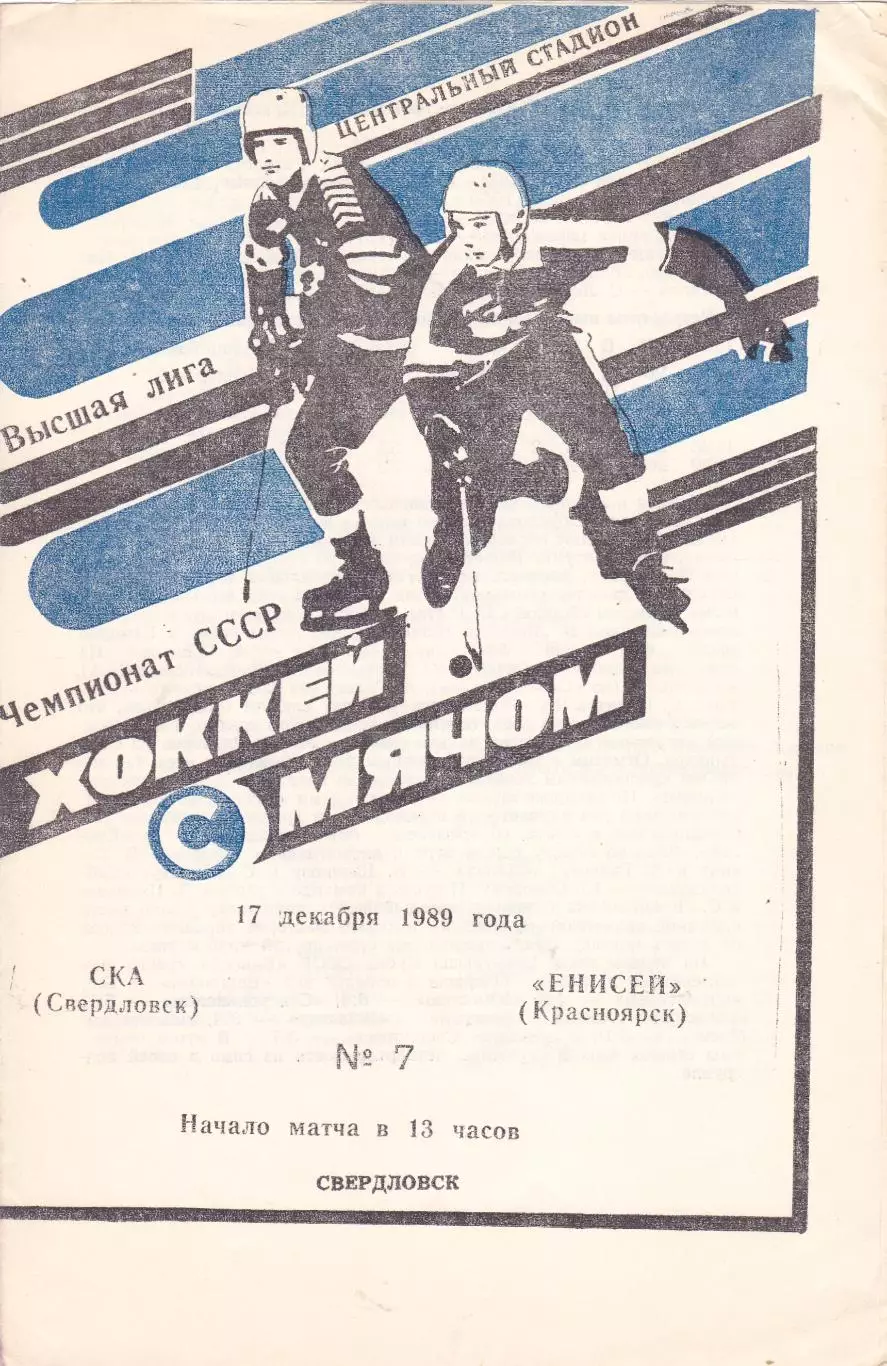 ЦЕНТРАЛЬНЫЙ СТАДИОН
Высшая лига
Чемпионат СССР
ХОККЕЙ
С МЯЧОМ
17 декабря 1989 года
СКА
(Свердловск)
«ЕНИСЕЙ»
(Красноярск)
№ 7
Начало матча в 13 часов
СВЕРДЛОВСК